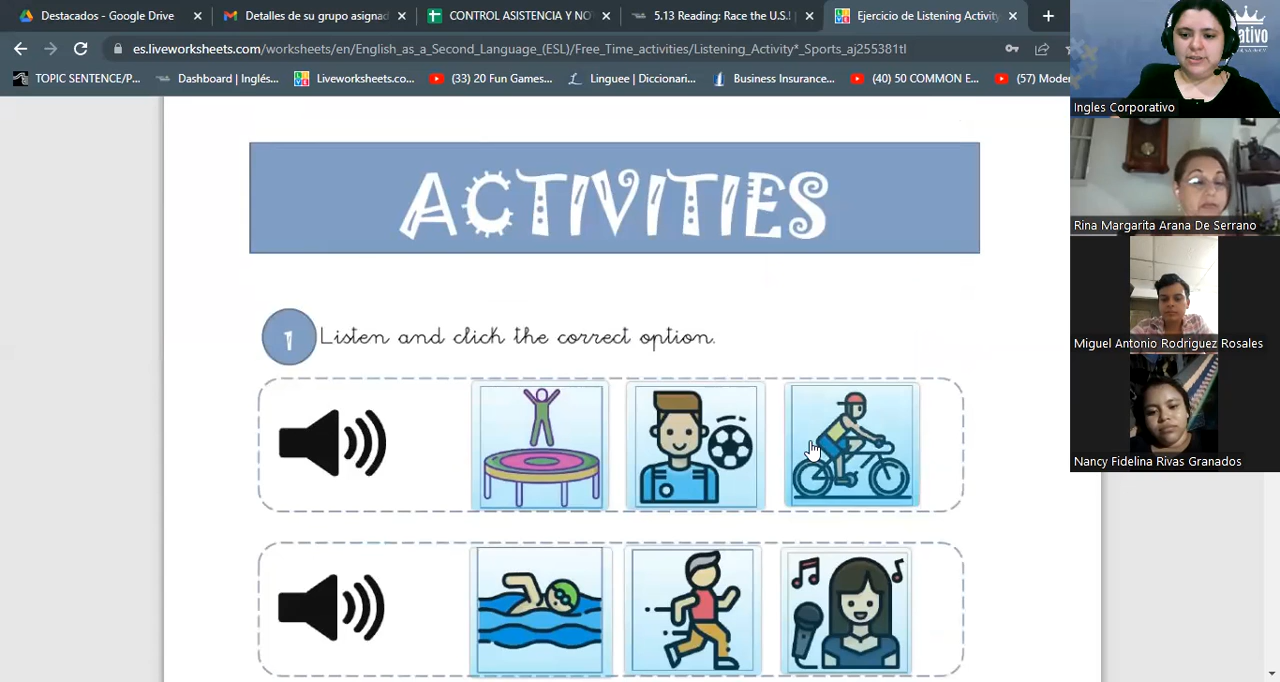 Destacados - Google Drive
Detalles de su grupo asignad
CONTROL ASISTENCIA Y NO
5.13 Reading: Race the U.S.!
Ejercicio de Listening Activity
es.liveworksheets.com/worksheets/en/English_as_a_Second_Language_(ESL)/Free_Time_activities/Listening_Activity*_Sports_aj255381tl
TOPIC SENTENCE/P...
Dashboard | Inglés...
Liveworksheets.co...
(33) 20 Fun Games...
Linguee | Diccionari...
Business Insurance...
(40) 50 COMMON E...
(57) Moder
ativo
Ingles Corporativo
Rina Margarita Arana De Serrano
Miguel Antonio Rodriguez Rosales
Nancy Fidelina Rivas Granados
ACTIVITIES
1 Listen and click the correct option.